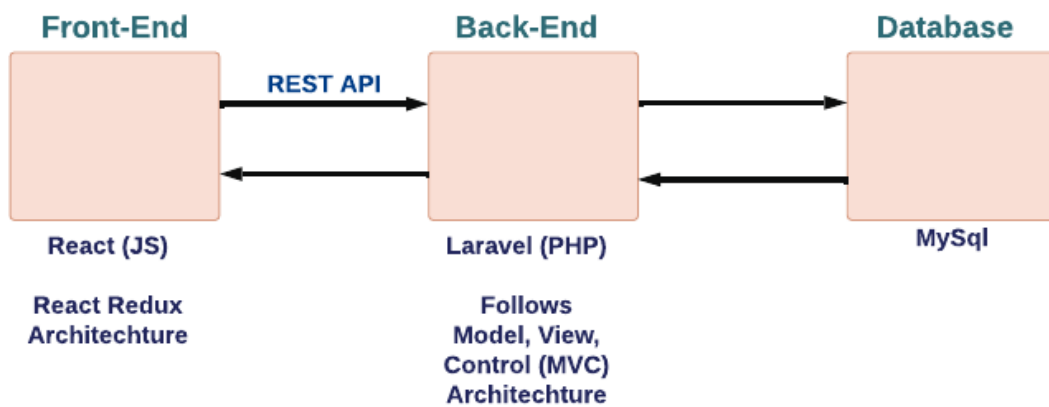 Front-End
Back-End
Database
REST API
React (JS)
Laravel (PHP)
MySql
React Redux
Architechture
Follows
Model, View,
Control (MVC)
Architechture